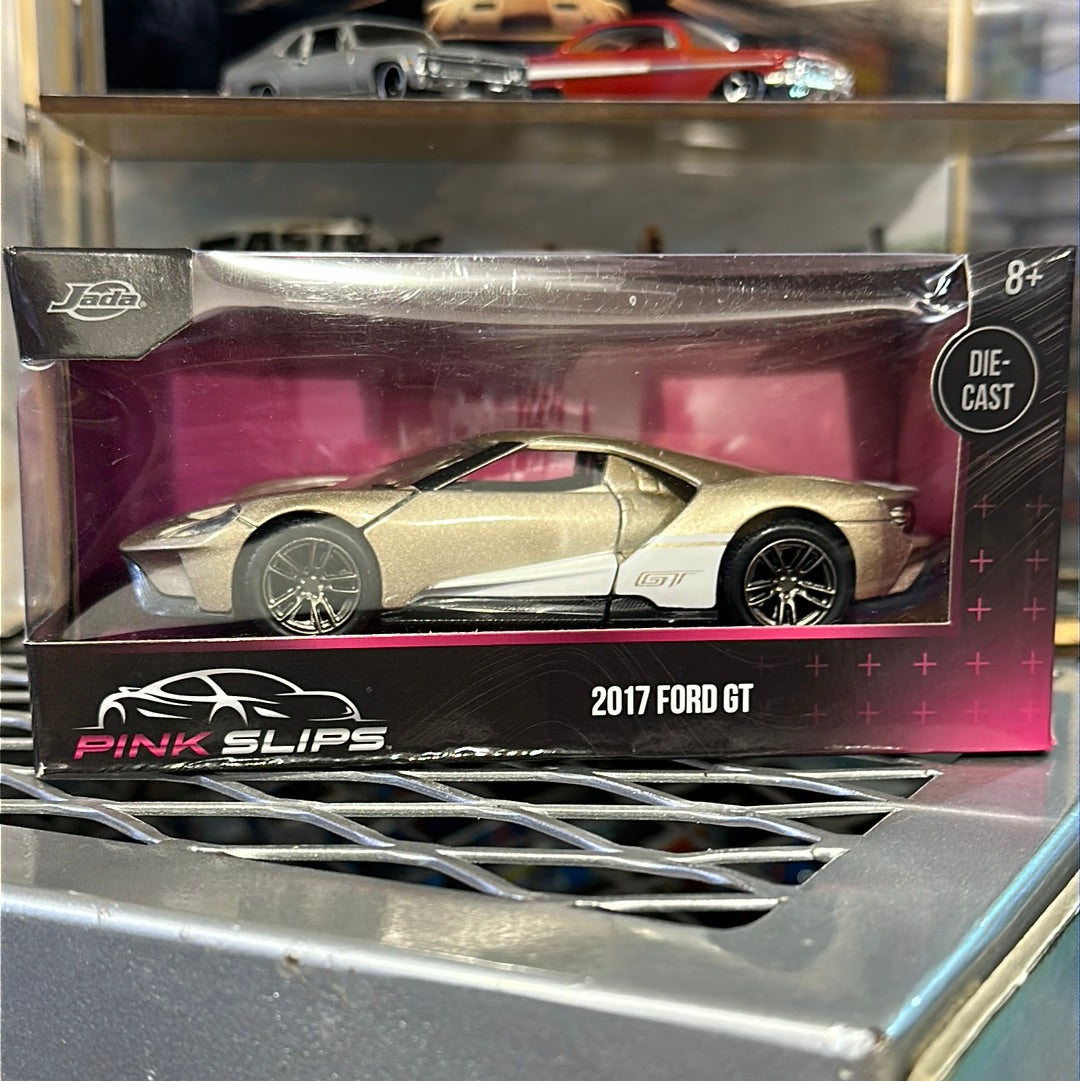 Jada
8+
DIE-
CAST
GT
2017 FORD GT
PINK SLIPS